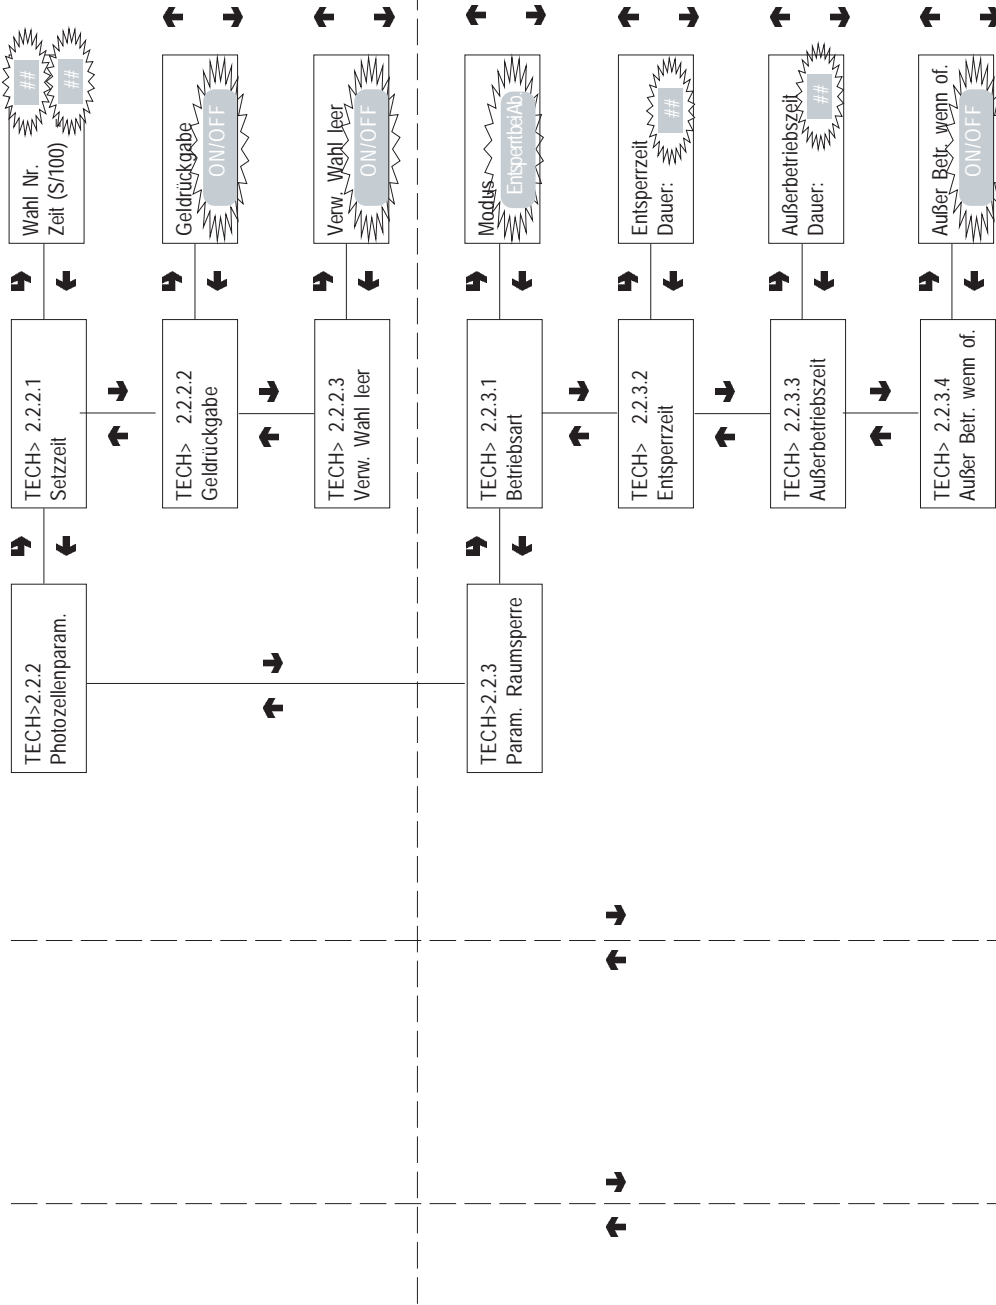 TECH>2.2.2
Photozellenparam.
TECH> 2.2.2.1
Setzzeit
Wahl Nr. ##
Zeit (S/100) ##
TECH> 2.2.2.2
Geldrückgabe
Geldrückgabe
ON/OFF
TECH> 2.2.2.3
Verw. Wahl leer
Verw. Wahl leer
ON/OFF
TECH>2.2.3
Param. Raumsperre
TECH> 2.2.3.1
Betriebsart
Modus
EntsperrtbeiAb
TECH> 2.2.3.2
Entsperrzeit
Entsperrzeit
Dauer: ##
TECH> 2.2.3.3
Außerbetriebszeit
Außerbetriebszeit
Dauer: ##
TECH> 2.2.3.4
Außer Betr. wenn of.
Außer Betr. wenn of.
ON/OFF